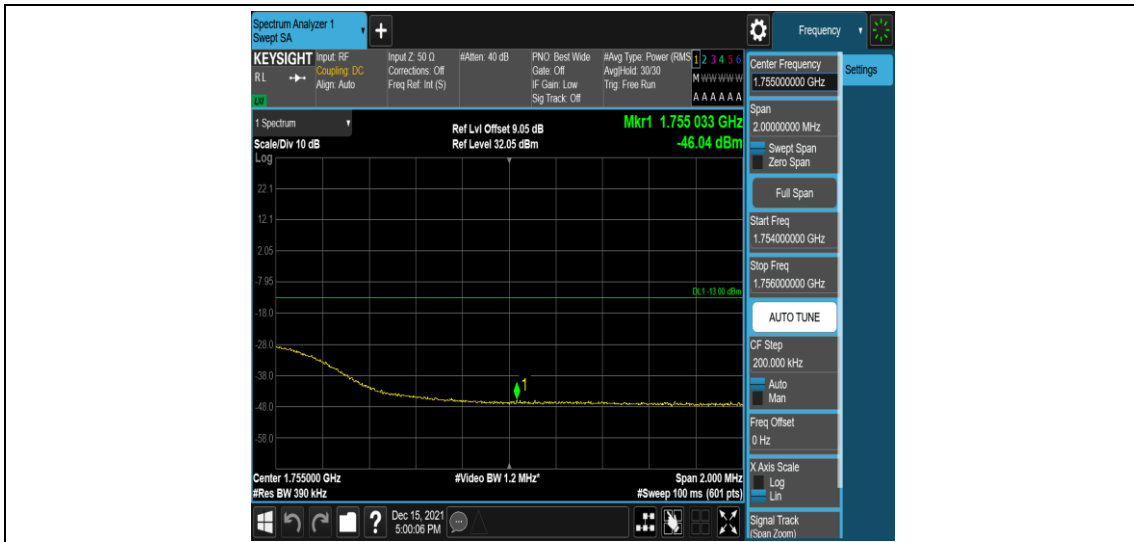 Spectrum Analyzer 1
Swept SA
+
Frequency
KEYSIGHT
R L
LXI
Input: RF
Coupling: DC
Align: Auto
Input Z: 50 Ω
Corrections: Off
Freq Ref: Int (S)
#Atten: 40 dB
PNO: Best Wide
Gate: Off
IF Gain: Low
Sig Track: Off
#Avg Type: Power (RMS
Avg|Hold: 30/30
Trig: Free Run
1 2 3 4 5 6
M W W W W W
A A A A A A
1 Spectrum
Scale/Div 10 dB
Ref Lvl Offset 9.05 dB
Ref Level 32.05 dBm
Mkr1 1.755 033 GHz
-46.04 dBm
Log
22.1
12.1
2.05
-7.95
DL1 -13.00 dBm
-18.0
-28.0
-38.0
1
-48.0
-58.0
Center 1.755000 GHz
#Res BW 390 kHz
#Video BW 1.2 MHz*
Span 2.000 MHz
#Sweep 100 ms (601 pts)
Center Frequency
1.755000000 GHz
Settings
Span
2.00000000 MHz
Swept Span
Zero Span
Full Span
Start Freq
1.754000000 GHz
Stop Freq
1.756000000 GHz
AUTO TUNE
CF Step
200.000 kHz
Auto
Man
Freq Offset
0 Hz
X Axis Scale
Log
Lin
Signal Track
(Span Zoom)
?
Dec 15, 2021
5:00:06 PM